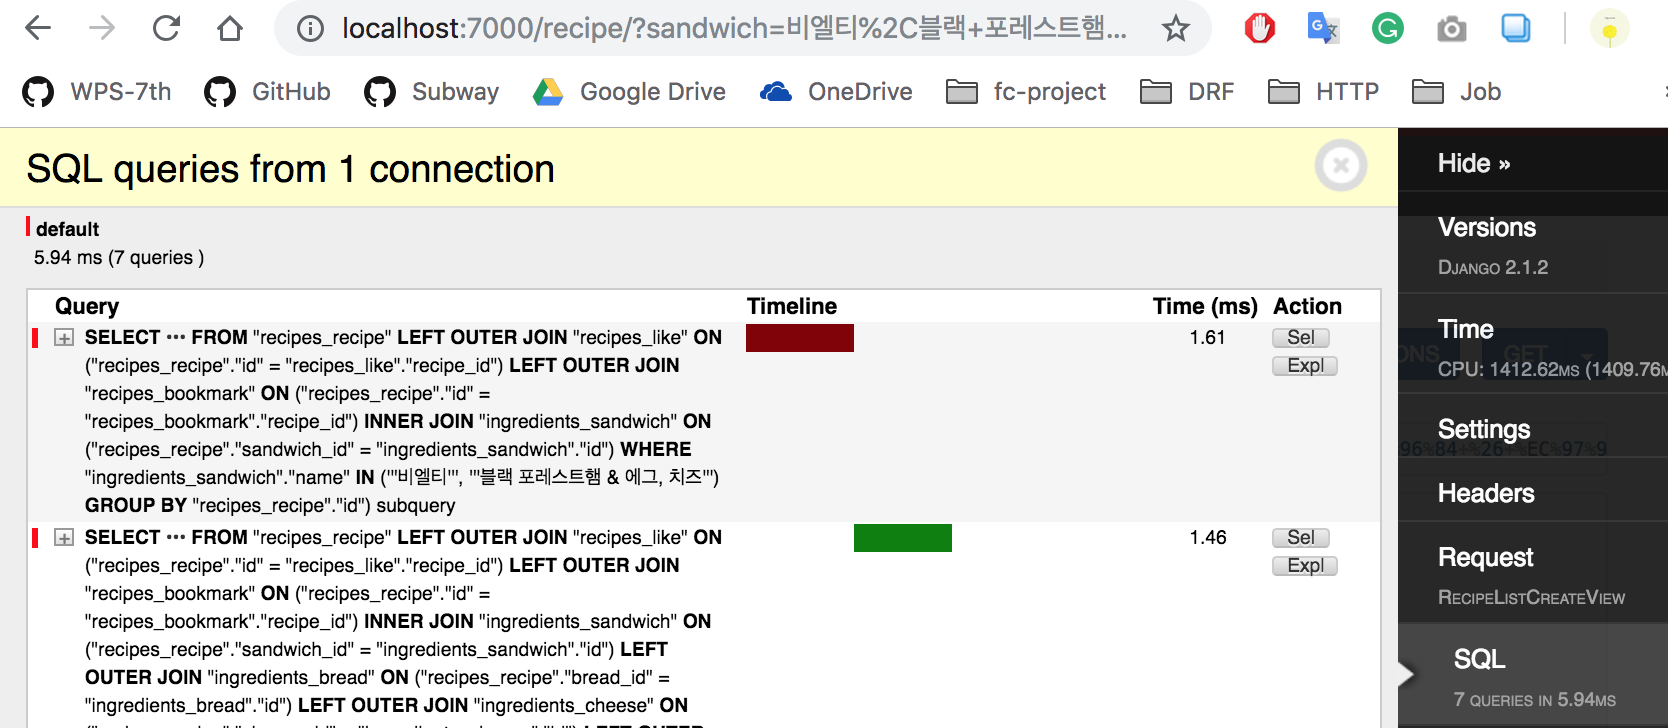 localhost:7000/recipe/?sandwich=비엘티%2C블랙+포레스트햄...
WPS-7th GitHub Subway Google Drive OneDrive fc-project DRF HTTP Job
SQL queries from 1 connection
default
5.94 ms (7 queries )
Query Timeline Time (ms) Action
SELECT ••• FROM "recipes_recipe" LEFT OUTER JOIN "recipes_like" ON 1.61 Sel
("recipes_recipe"."id" = "recipes_like"."recipe_id") LEFT OUTER JOIN Expl
"recipes_bookmark" ON ("recipes_recipe"."id" =
"recipes_bookmark"."recipe_id") INNER JOIN "ingredients_sandwich" ON
("recipes_recipe"."sandwich_id" = "ingredients_sandwich"."id") WHERE
"ingredients_sandwich"."name" IN ('"비엘티"', '"블랙 포레스트햄 & 에그, 치즈"')
GROUP BY "recipes_recipe"."id") subquery
SELECT ••• FROM "recipes_recipe" LEFT OUTER JOIN "recipes_like" ON 1.46 Sel
("recipes_recipe"."id" = "recipes_like"."recipe_id") LEFT OUTER JOIN Expl
"recipes_bookmark" ON ("recipes_recipe"."id" =
"recipes_bookmark"."recipe_id") INNER JOIN "ingredients_sandwich" ON
("recipes_recipe"."sandwich_id" = "ingredients_sandwich"."id") LEFT
OUTER JOIN "ingredients_bread" ON ("recipes_recipe"."bread_id" =
"ingredients_bread"."id") LEFT OUTER JOIN "ingredients_cheese" ON
Hide »
Versions
Django 2.1.2
Time
CPU: 1412.62ms (1409.76m
Settings
Headers
Request
RecipeListCreateView
SQL
7 queries in 5.94ms